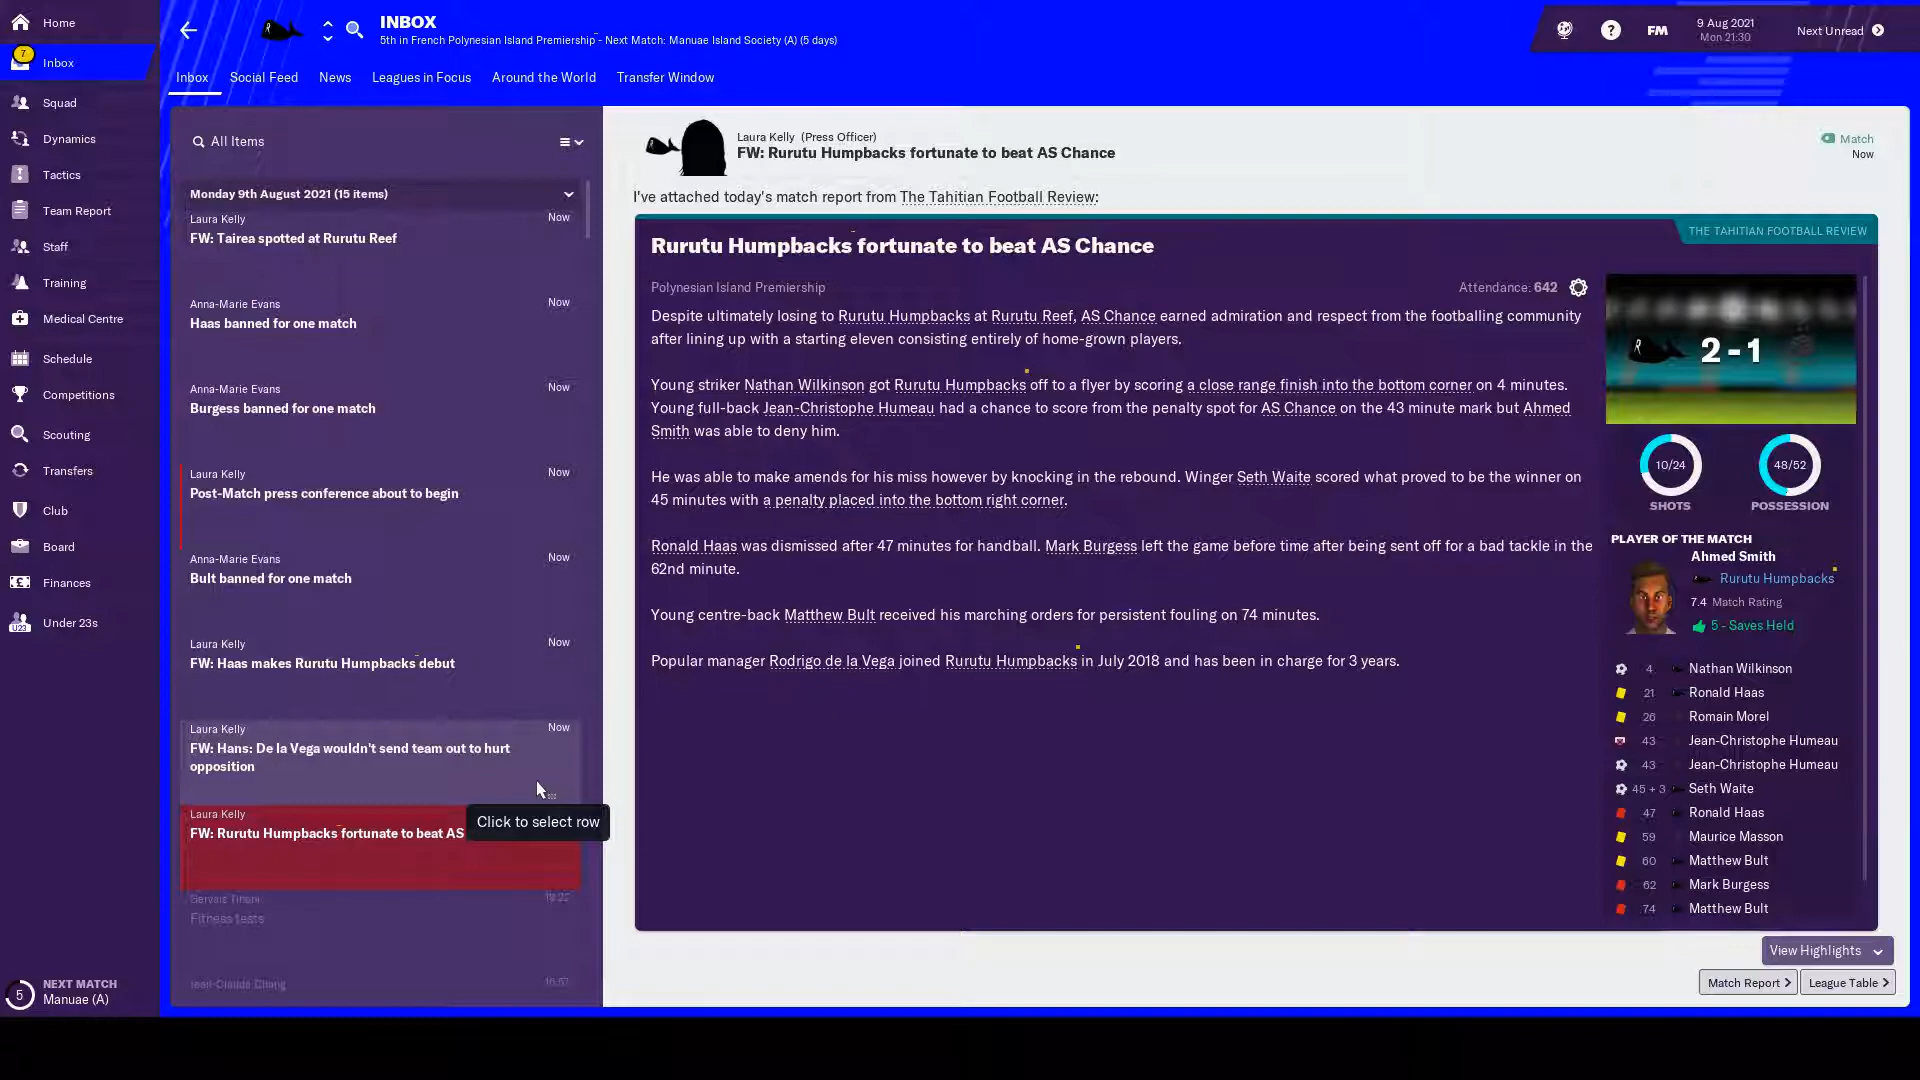 Home
7
Inbox
Squad
Dynamics
Tactics
Team Report
Staff
Training
Medical Centre
Schedule
Competitions
Scouting
Transfers
Club
Board
Finances
U23
Under 23s
5
NEXT MATCH
Manuae (A)
INBOX
5th in French Polynesian Island Premiership - Next Match: Manuae Island Society (A) (5 days)
?
FM
9 Aug 2021
Mon 21:30
Next Unread
Inbox
Social Feed
News
Leagues in Focus
Around the World
Transfer Window
All Items
Monday 9th August 2021 (15 items)
Laura Kelly
Now
FW: Tairea spotted at Rurutu Reef
Anna-Marie Evans
Now
Haas banned for one match
Anna-Marie Evans
Now
Burgess banned for one match
Laura Kelly
Now
Post-Match press conference about to begin
Anna-Marie Evans
Now
Bult banned for one match
Laura Kelly
Now
FW: Haas makes Rurutu Humpbacks debut
Laura Kelly
Now
FW: Hans: De la Vega wouldn't send team out to hurt
opposition
Laura Kelly
FW: Rurutu Humpbacks fortunate to beat AS
Click to select row
Fitness tests
Laura Kelly (Press Officer)
FW: Rurutu Humpbacks fortunate to beat AS Chance
Match
Now
I've attached today's match report from The Tahitian Football Review:
THE TAHITIAN FOOTBALL REVIEW
Rurutu Humpbacks fortunate to beat AS Chance
Polynesian Island Premiership
Attendance: 642
Despite ultimately losing to Rurutu Humpbacks at Rurutu Reef, AS Chance earned admiration and respect from the footballing community
after lining up with a starting eleven consisting entirely of home-grown players.
Young striker Nathan Wilkinson got Rurutu Humpbacks off to a flyer by scoring a close range finish into the bottom corner on 4 minutes.
Young full-back Jean-Christophe Humeau had a chance to score from the penalty spot for AS Chance on the 43 minute mark but Ahmed
Smith was able to deny him.
He was able to make amends for his miss however by knocking in the rebound. Winger Seth Waite scored what proved to be the winner on
45 minutes with a penalty placed into the bottom right corner.
Ronald Haas was dismissed after 47 minutes for handball. Mark Burgess left the game before time after being sent off for a bad tackle in the
62nd minute.
Young centre-back Matthew Bult received his marching orders for persistent fouling on 74 minutes.
Popular manager Rodrigo de la Vega joined Rurutu Humpbacks in July 2018 and has been in charge for 3 years.
R
2 - 1
10/24
SHOTS
48/52
POSSESSION
PLAYER OF THE MATCH
Ahmed Smith
Rurutu Humpbacks
7.4 Match Rating
5 - Saves Held
4 Nathan Wilkinson
21 Ronald Haas
26 Romain Morel
43 Jean-Christophe Humeau
43 Jean-Christophe Humeau
45 + 3 Seth Waite
47 Ronald Haas
59 Maurice Masson
60 Matthew Bult
62 Mark Burgess
74 Matthew Bult
View Highlights
Match Report
League Table